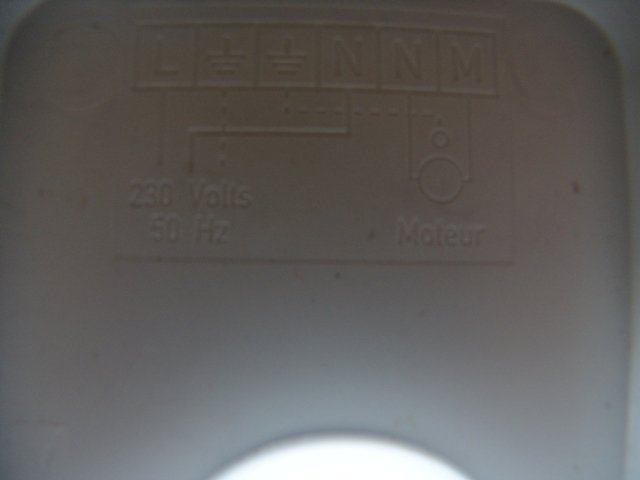 L ⏚ ⏚ N N M
230 Volts
50 Hz Moteur